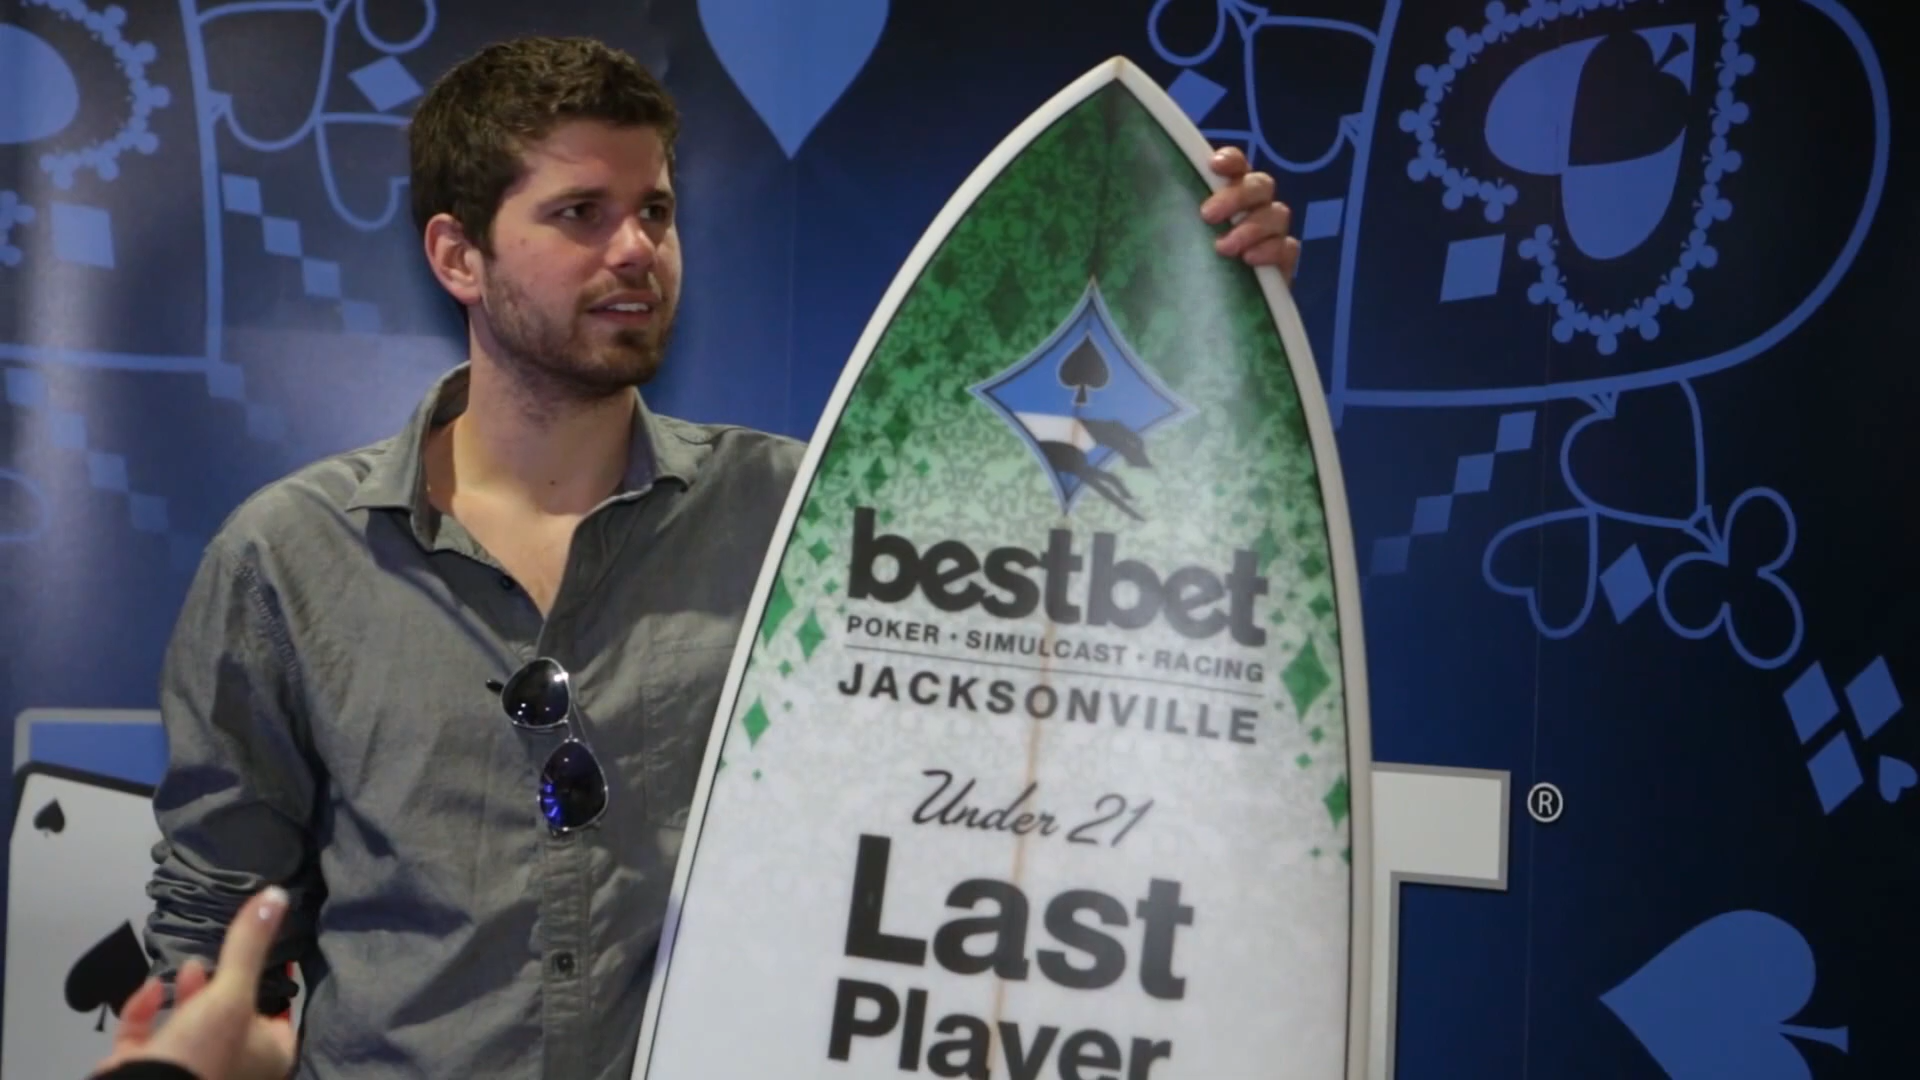 bestbet
POKER • SIMULCAST • RACING
JACKSONVILLE
Under 21
Last
Player
T®